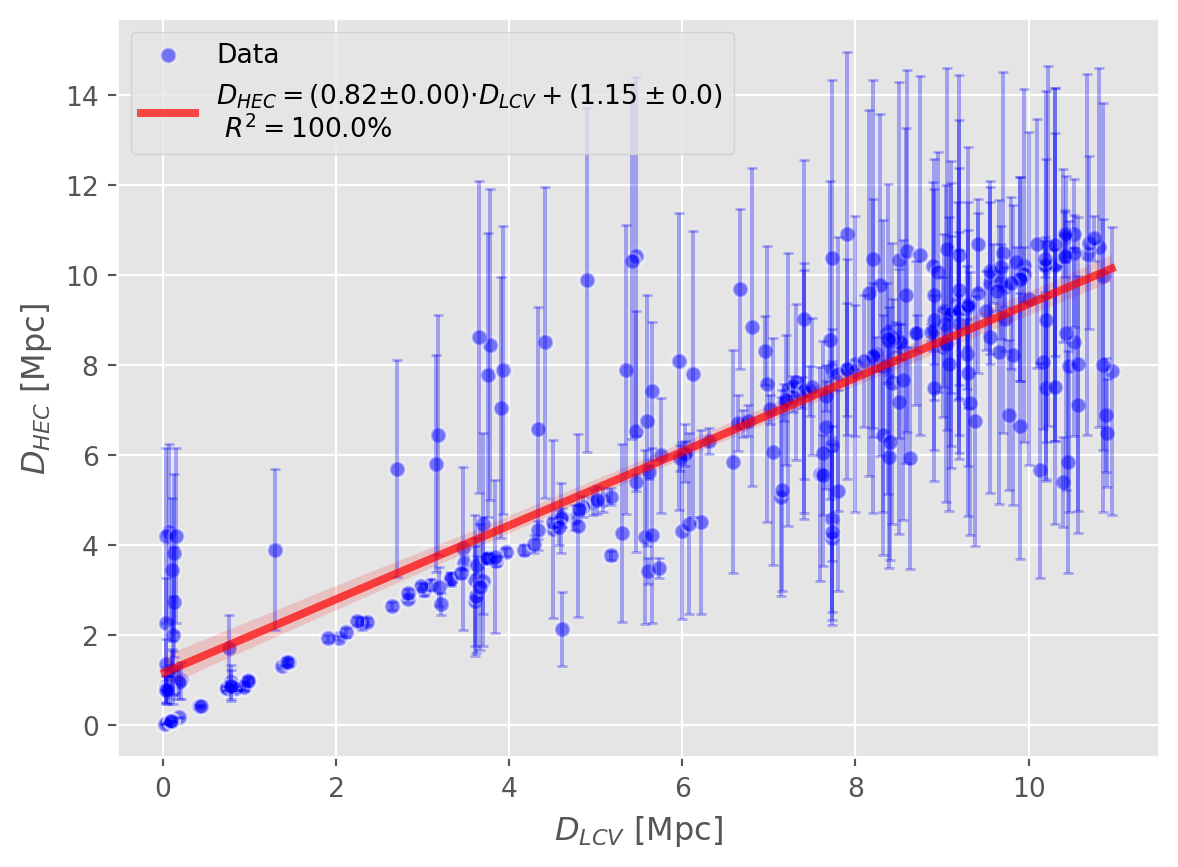 Data
D_HEC = (0.82±0.00)·D_LCV + (1.15 ± 0.0)
R² = 100.0%
14
12
10
8
6
4
2
0
D_HEC [Mpc]
0 2 4 6 8 10
D_LCV [Mpc]